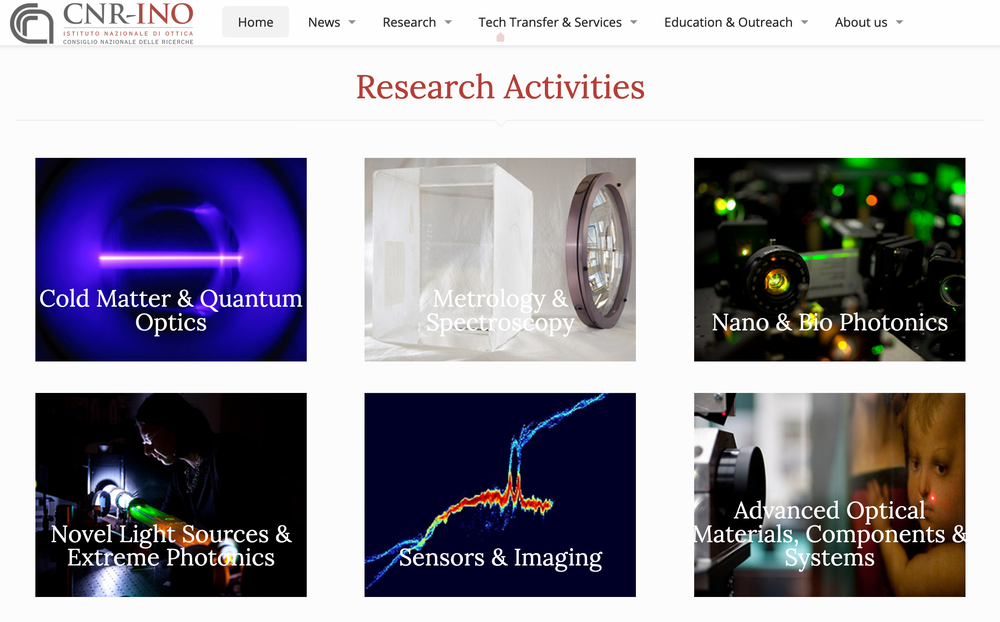 CNR-INO
ISTITUTO NAZIONALE DI OTTICA
CONSIGLIO NAZIONALE DELLE RICERCHE
Home
News
Research
Tech Transfer & Services
Education & Outreach
About us
Research Activities
Cold Matter & Quantum
Optics
Metrology &
Spectroscopy
Nano & Bio Photonics
Novel Light Sources &
Extreme Photonics
Sensors & Imaging
Advanced Optical
Materials, Components &
Systems